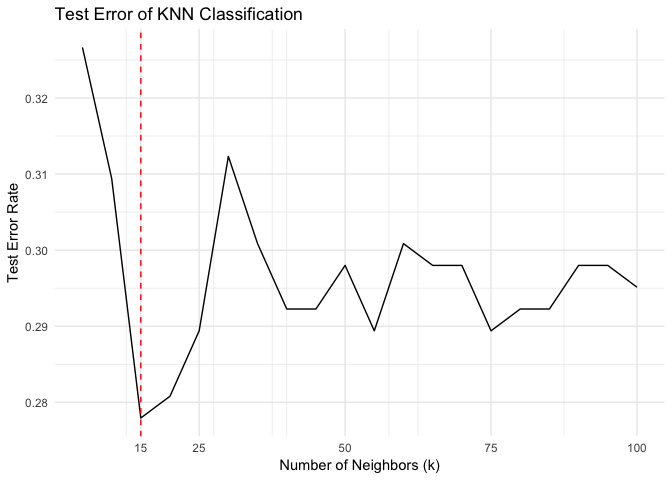 Test Error of KNN Classification
Test Error Rate
0.32
0.31
0.30
0.29
0.28
15 25 50 75 100
Number of Neighbors (k)